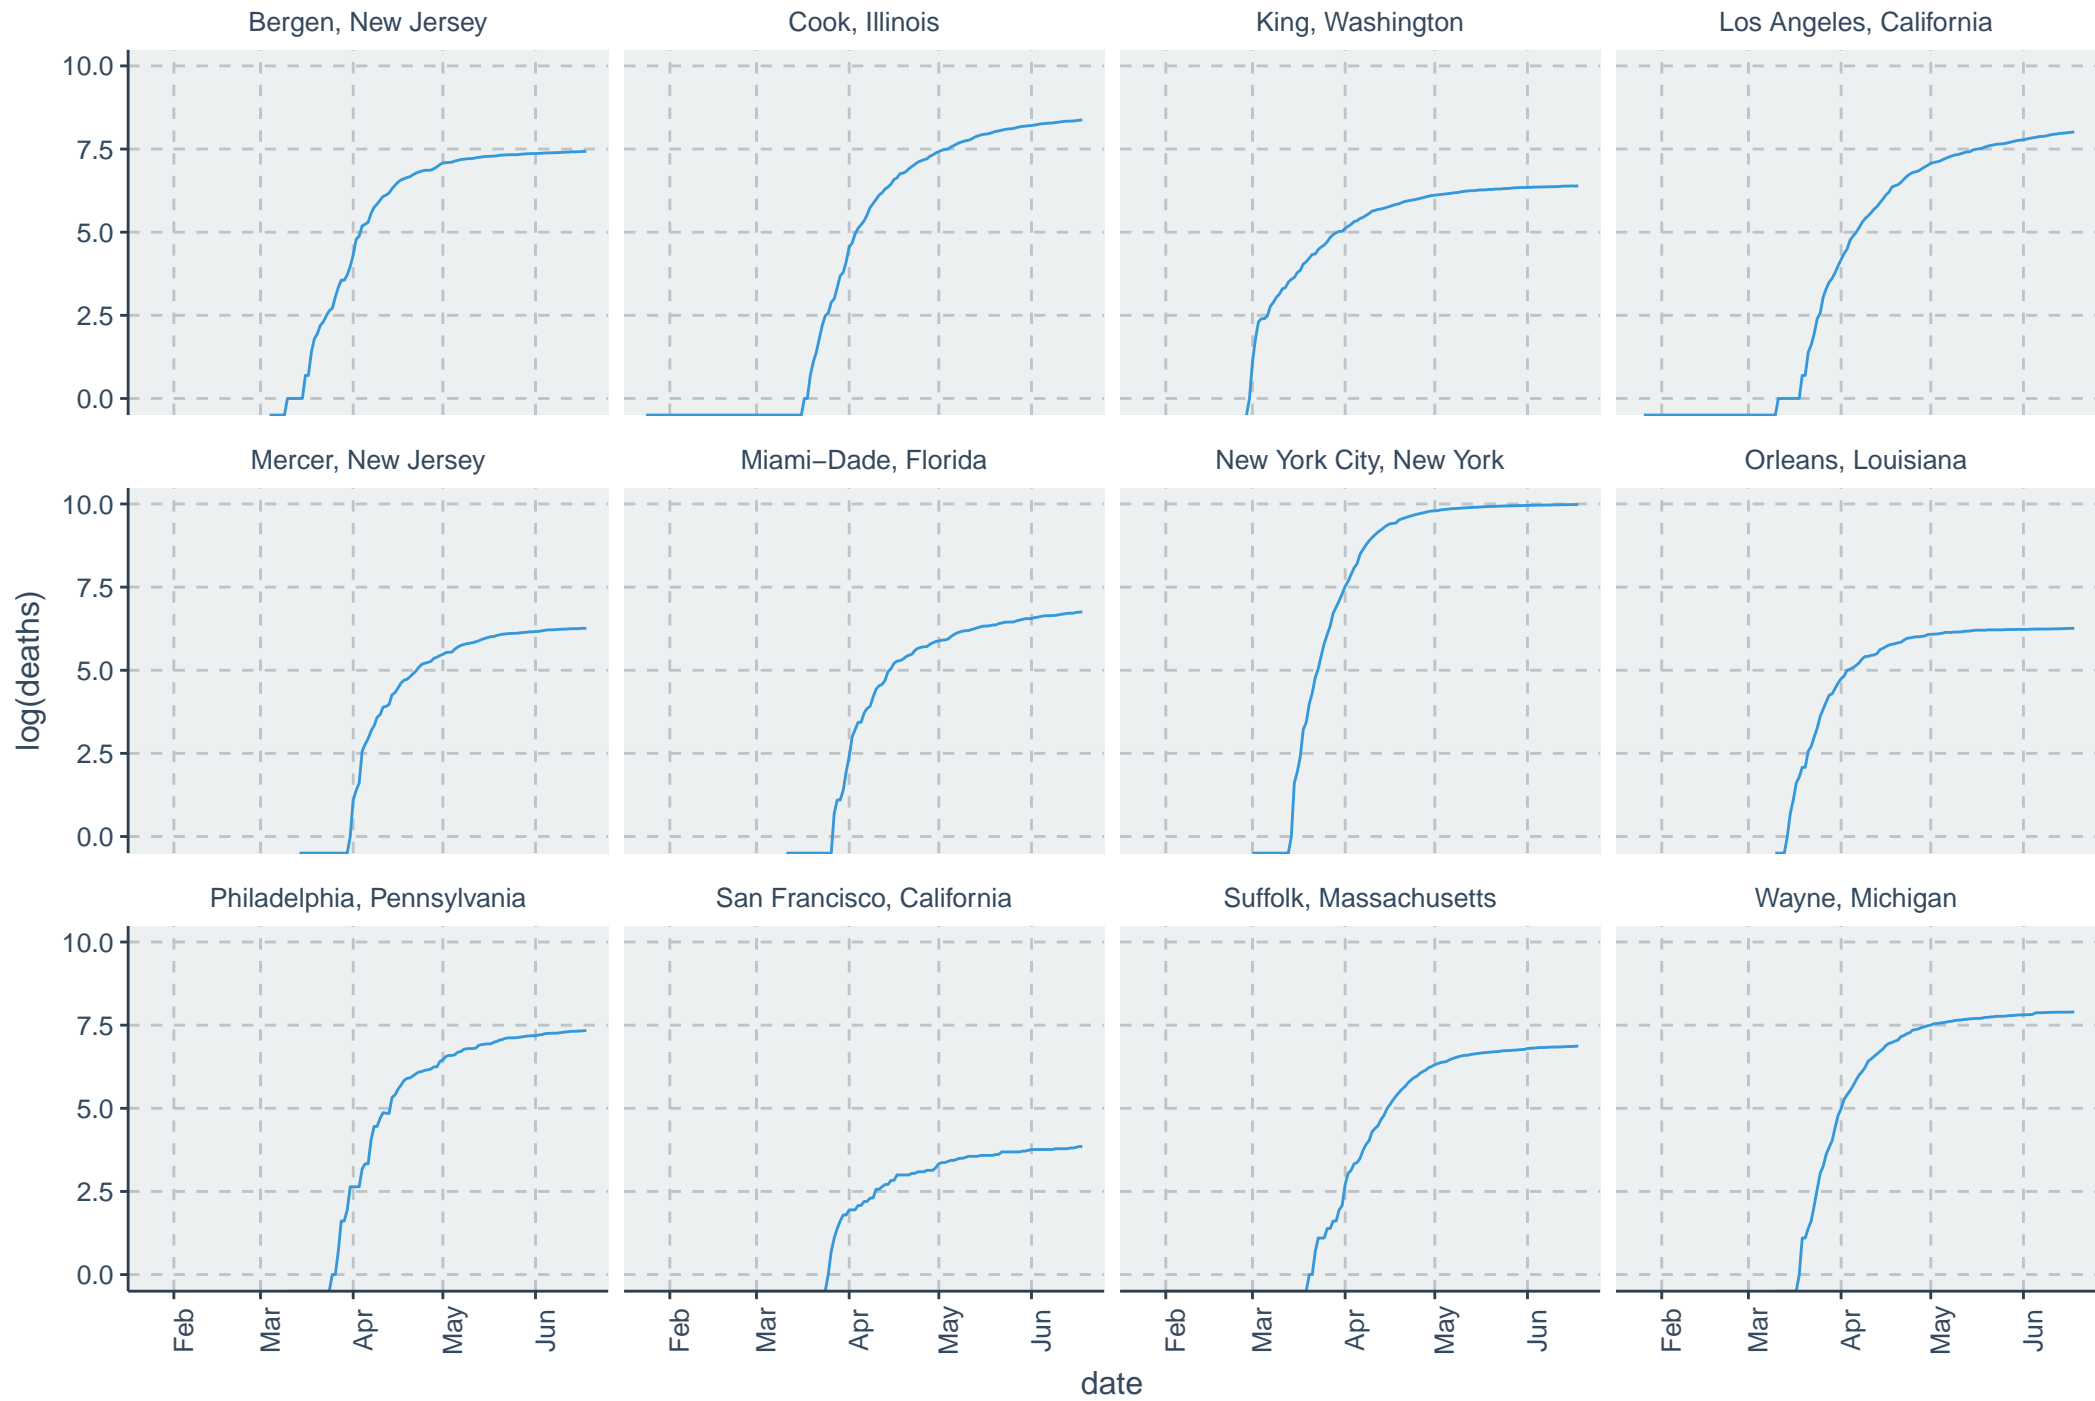 Bergen, New Jersey
Cook, Illinois
King, Washington
Los Angeles, California
10.0
7.5
5.0
2.5
0.0
Mercer, New Jersey
Miami−Dade, Florida
New York City, New York
Orleans, Louisiana
10.0
7.5
5.0
2.5
0.0
log(deaths)
Philadelphia, Pennsylvania
San Francisco, California
Suffolk, Massachusetts
Wayne, Michigan
10.0
7.5
5.0
2.5
0.0
Feb Mar Apr May Jun
Feb Mar Apr May Jun
Feb Mar Apr May Jun
Feb Mar Apr May Jun
date